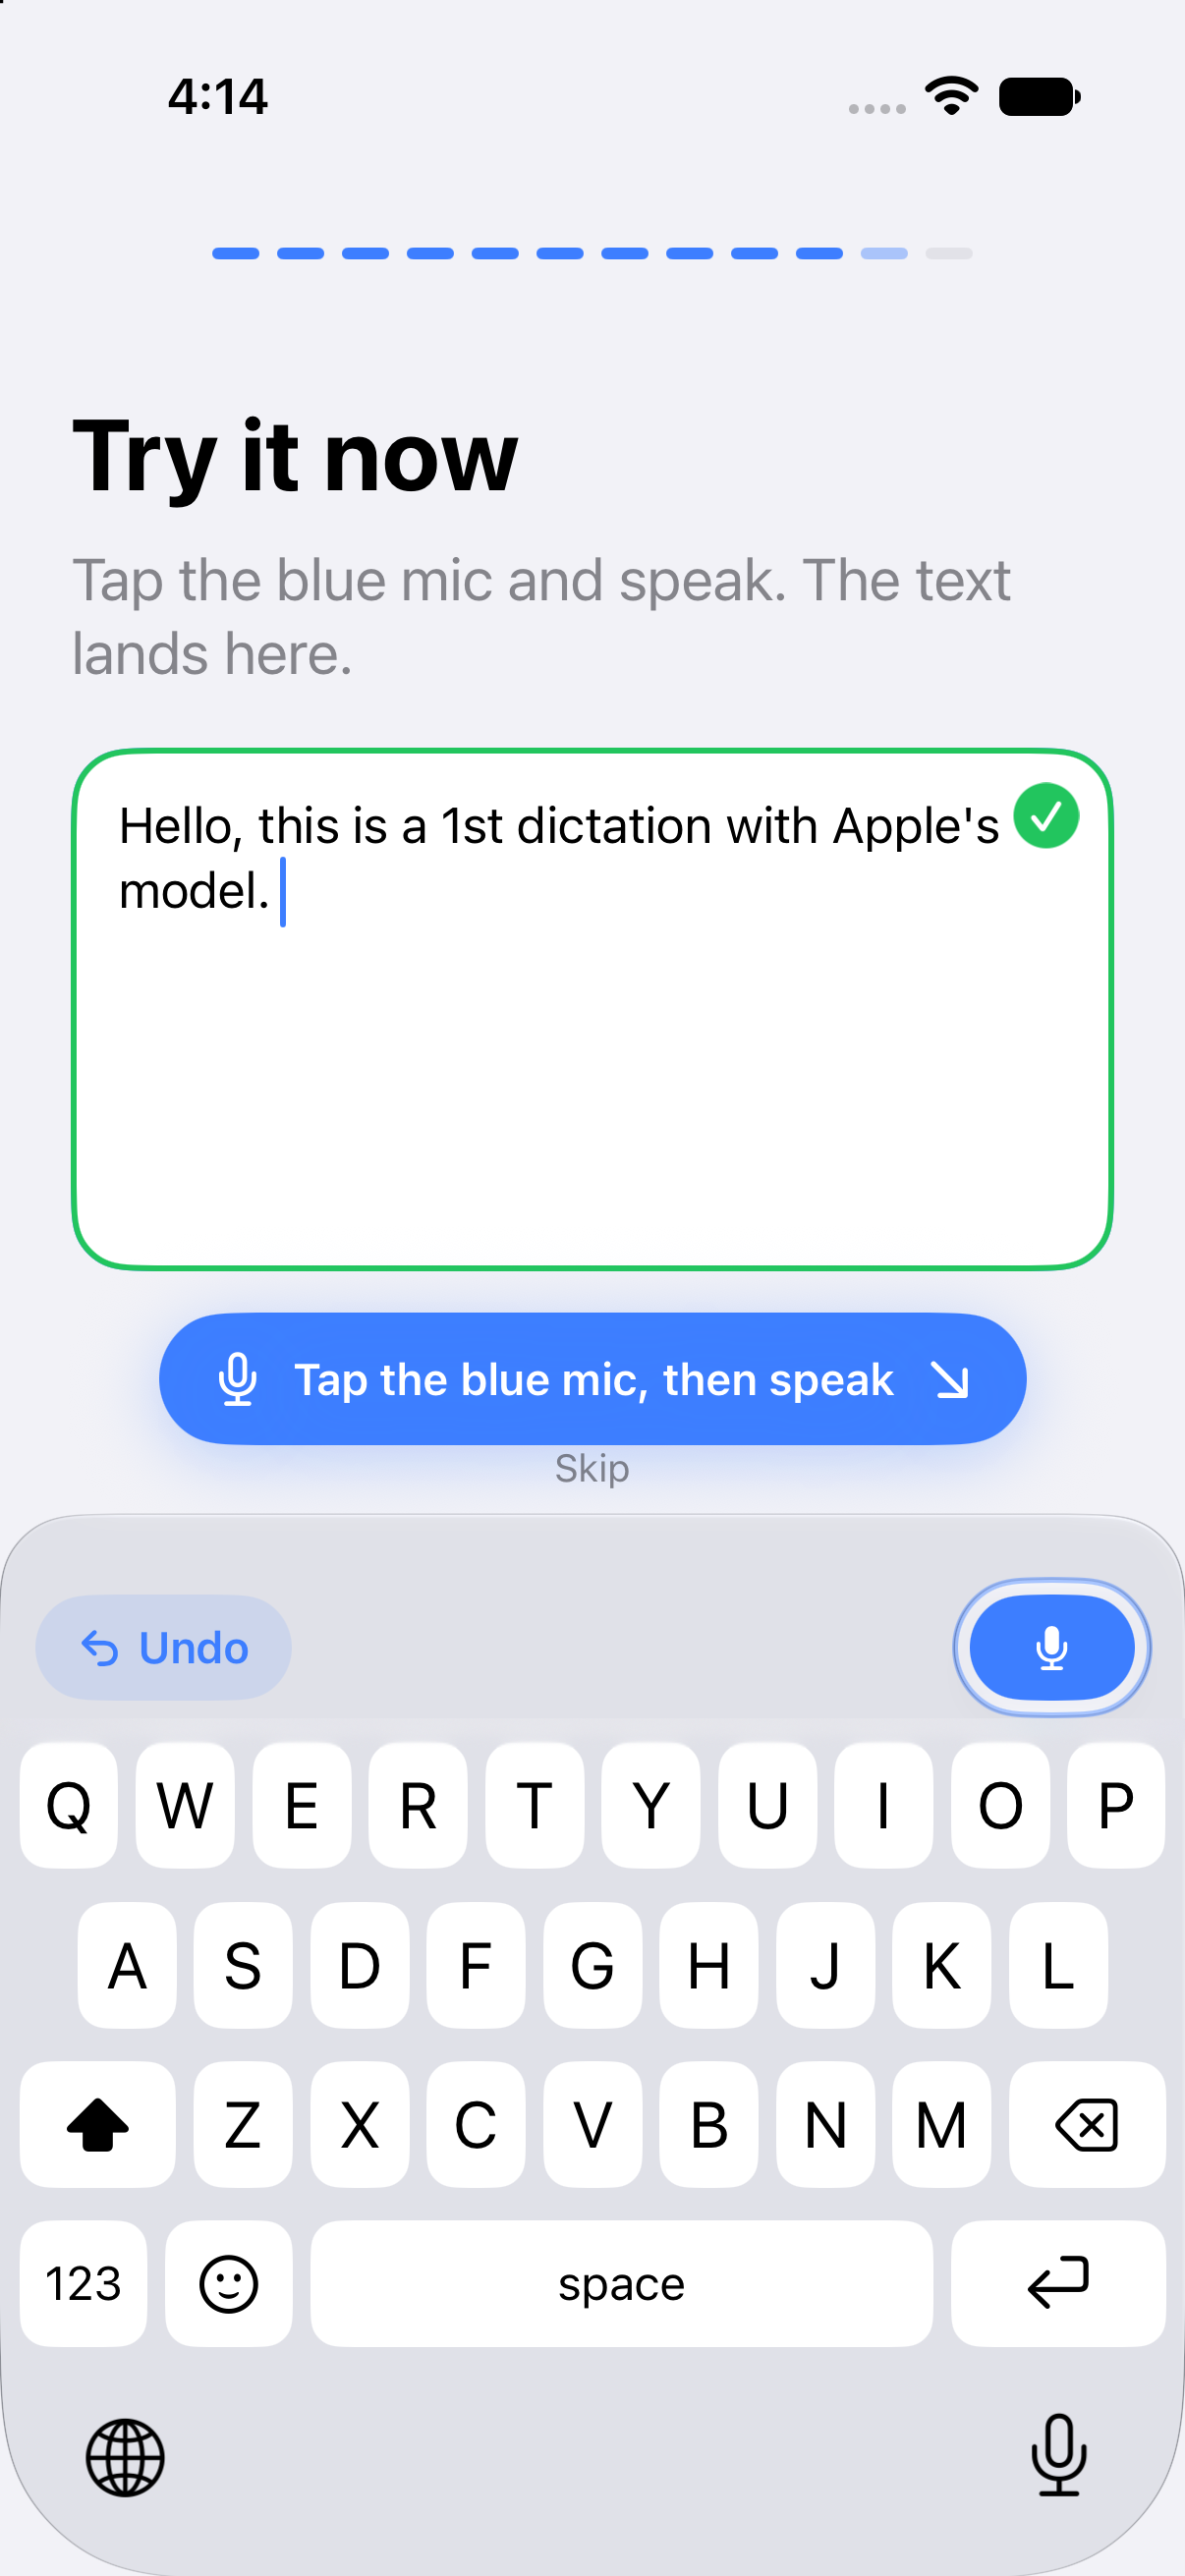 4:14
Try it now
Tap the blue mic and speak. The text
lands here.
Hello, this is a 1st dictation with Apple's
model.
Tap the blue mic, then speak
Skip
Undo
Q W E R T Y U I O P
A S D F G H J K L
Z X C V B N M
123 space